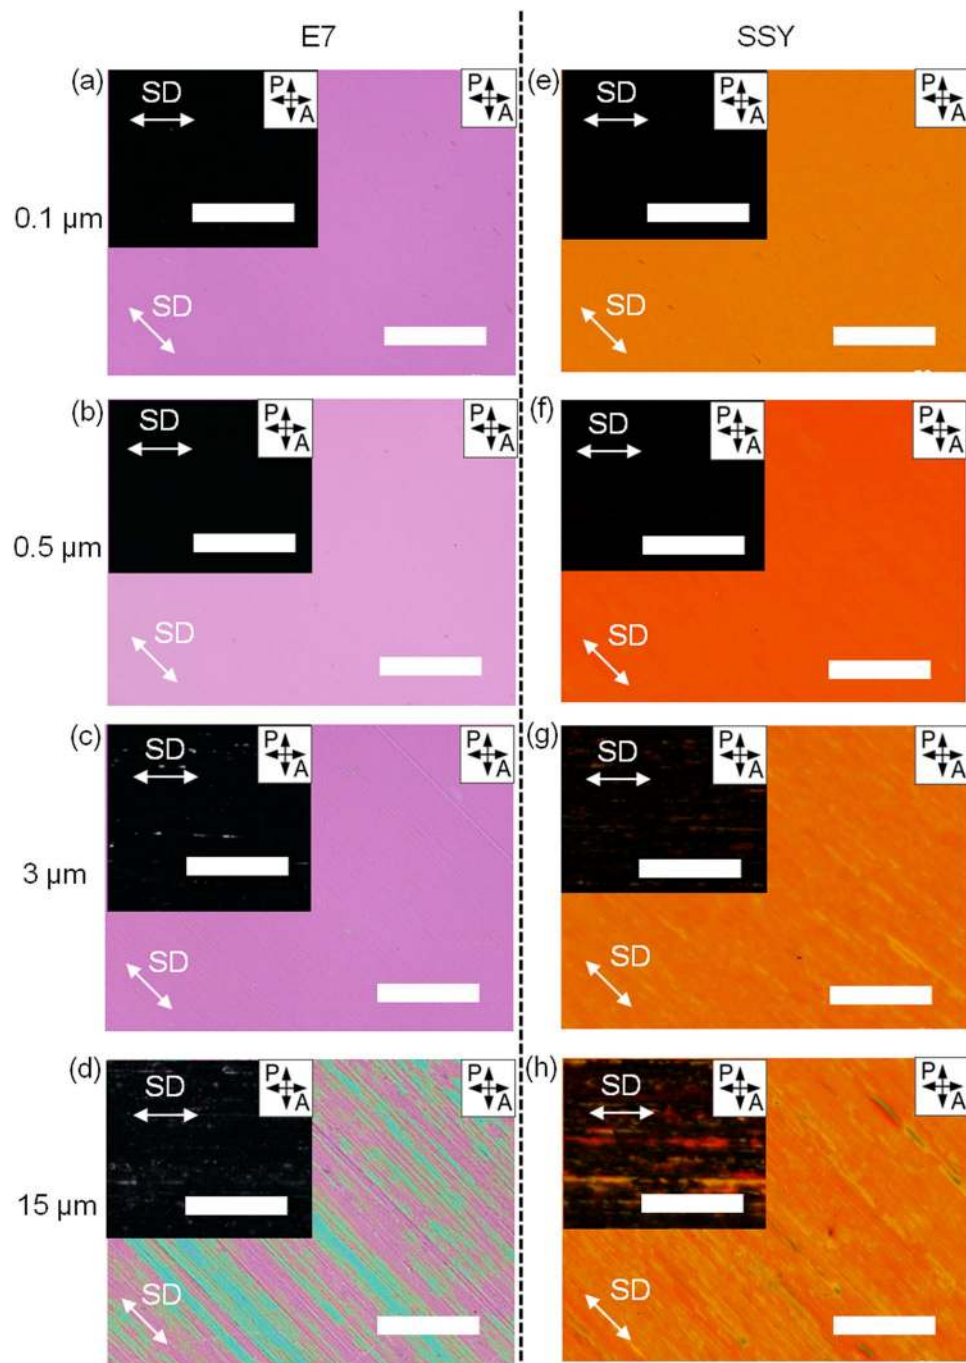 E7 SSY
(a) SD P A P A (e) SD P A P A
0.1 µm
SD SD
(b) SD P A P A (f) SD P A P A
0.5 µm
SD SD
(c) SD P A P A (g) SD P A P A
3 µm
SD SD
(d) SD P A P A (h) SD P A P A
15 µm
SD SD